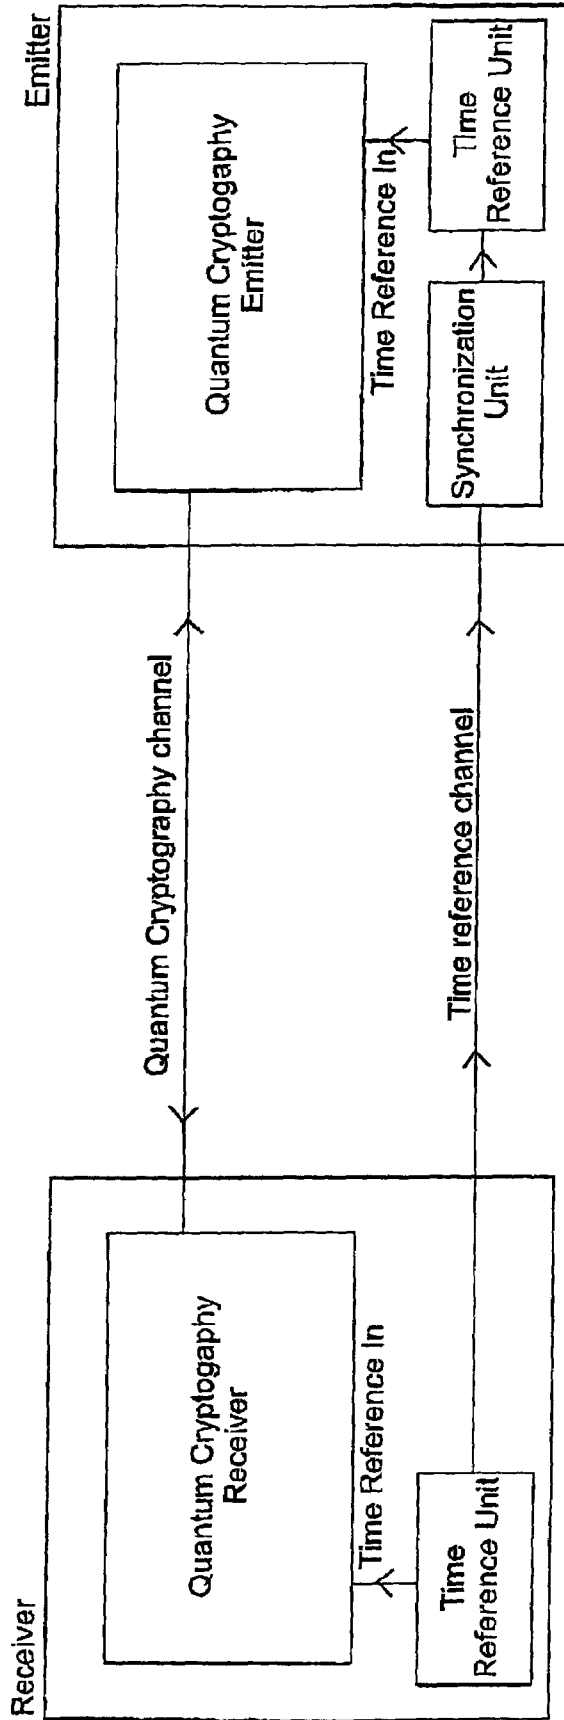 Receiver
Quantum Cryptogaphy
Receiver
Time Reference In
Time
Reference Unit
Quantum Cryptography channel
Time reference channel
Emitter
Quantum Cryptogaphy
Emitter
Time Reference In
Synchronization
Unit
Time
Reference Unit